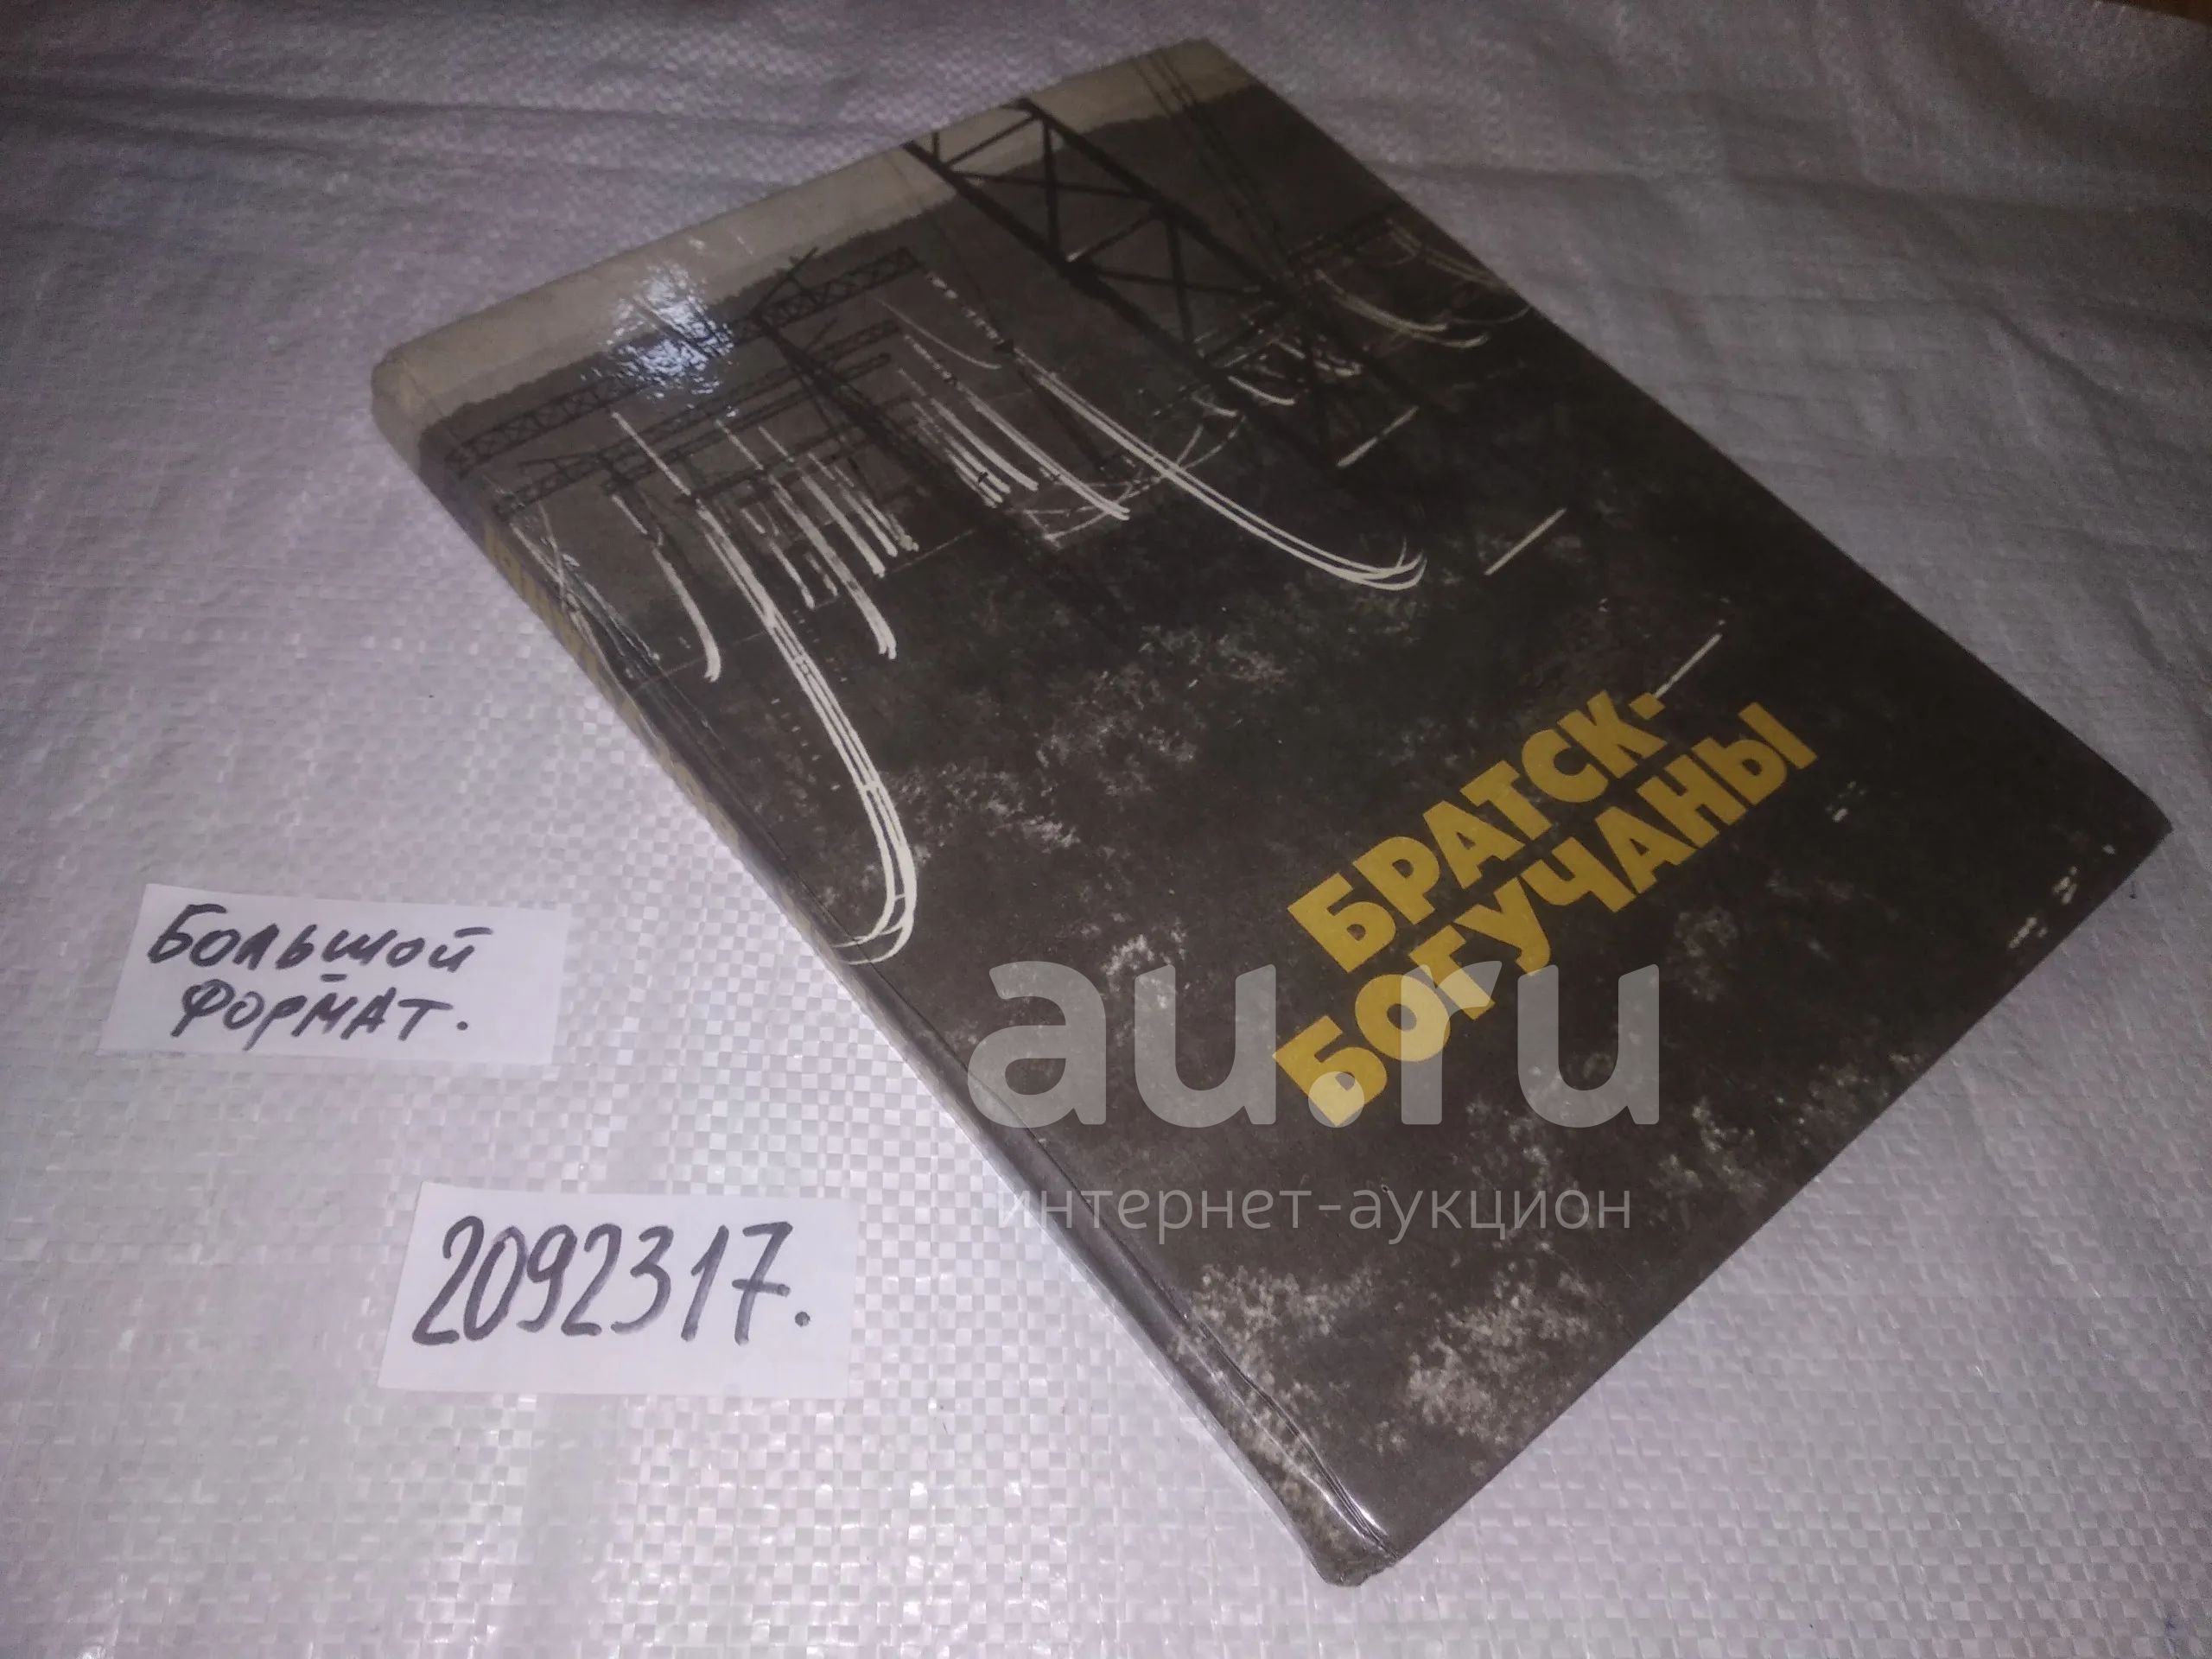 БРАТСК-
БОГУЧАНЫ
Большой
формат.
2092317.
au.ru
интернет-аукцион